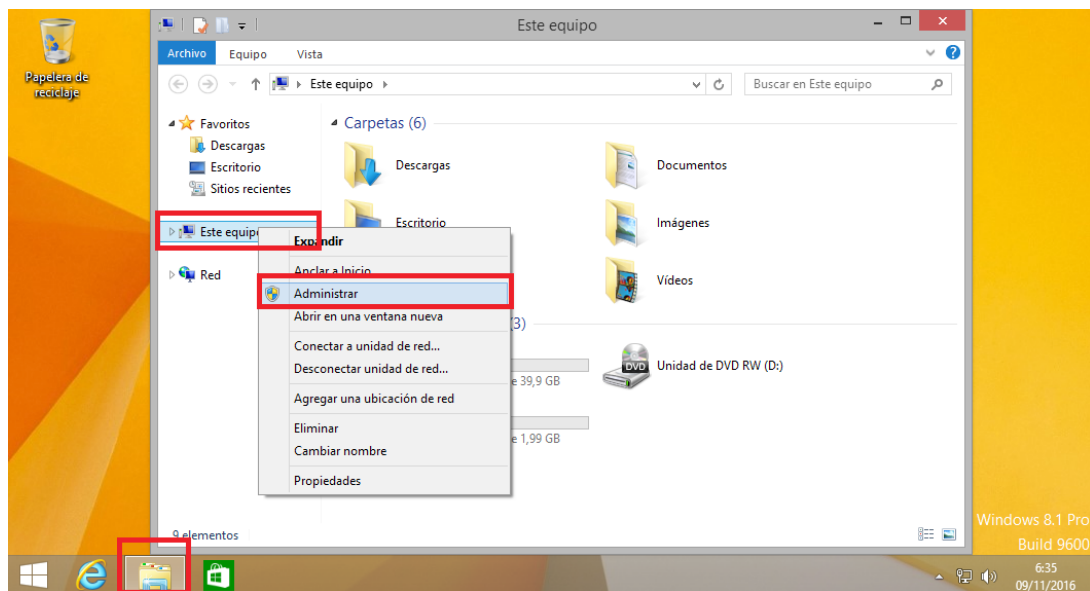 Papelera de
reciclaje
Este equipo
Archivo
Equipo
Vista
Este equipo
Buscar en Este equipo
Favoritos
Descargas
Escritorio
Sitios recientes
Este equipo
Red
Carpetas (6)
Descargas
Documentos
Escritorio
Imágenes
Vídeos
(3)
Unidad de DVD RW (D:)
DVD
e 39,9 GB
e 1,99 GB
Expandir
Anclar a Inicio
Administrar
Abrir en una ventana nueva
Conectar a unidad de red...
Desconectar unidad de red...
Agregar una ubicación de red
Eliminar
Cambiar nombre
Propiedades
9 elementos
Windows 8.1 Pro
Build 9600
6:35
09/11/2016